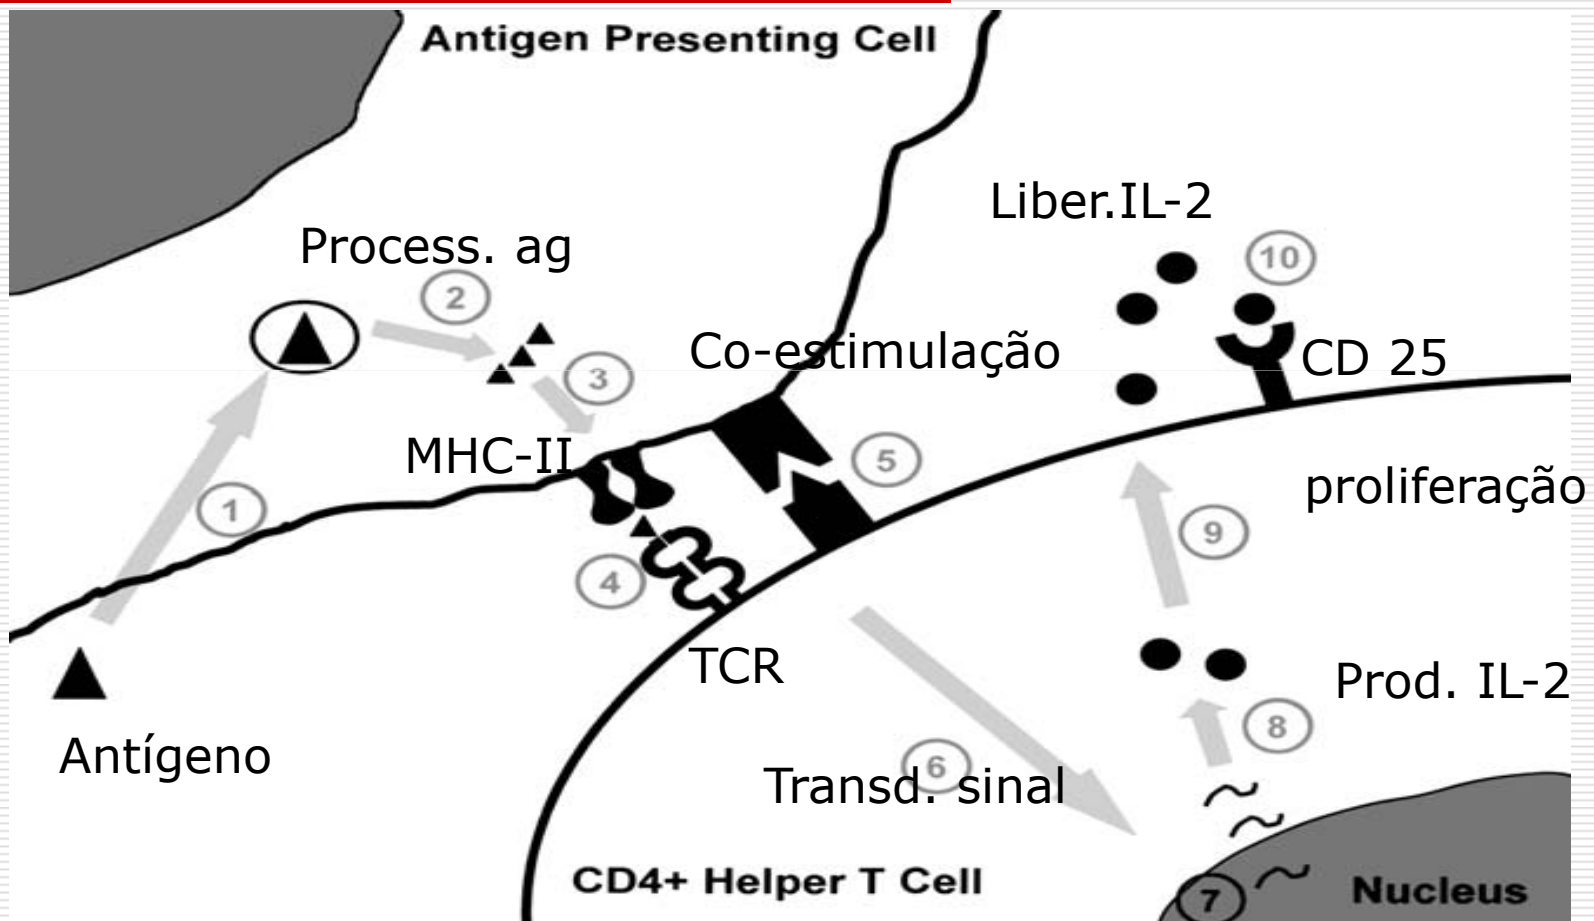 Antigen Presenting Cell
Liber.IL-2
Process. ag
10
2
Co-estimulação
CD 25
3
MHC-II
5
proliferação
1
9
4
TCR
Prod. IL-2
8
Antígeno
6
Transd. sinal
CD4+ Helper T Cell
7
Nucleus